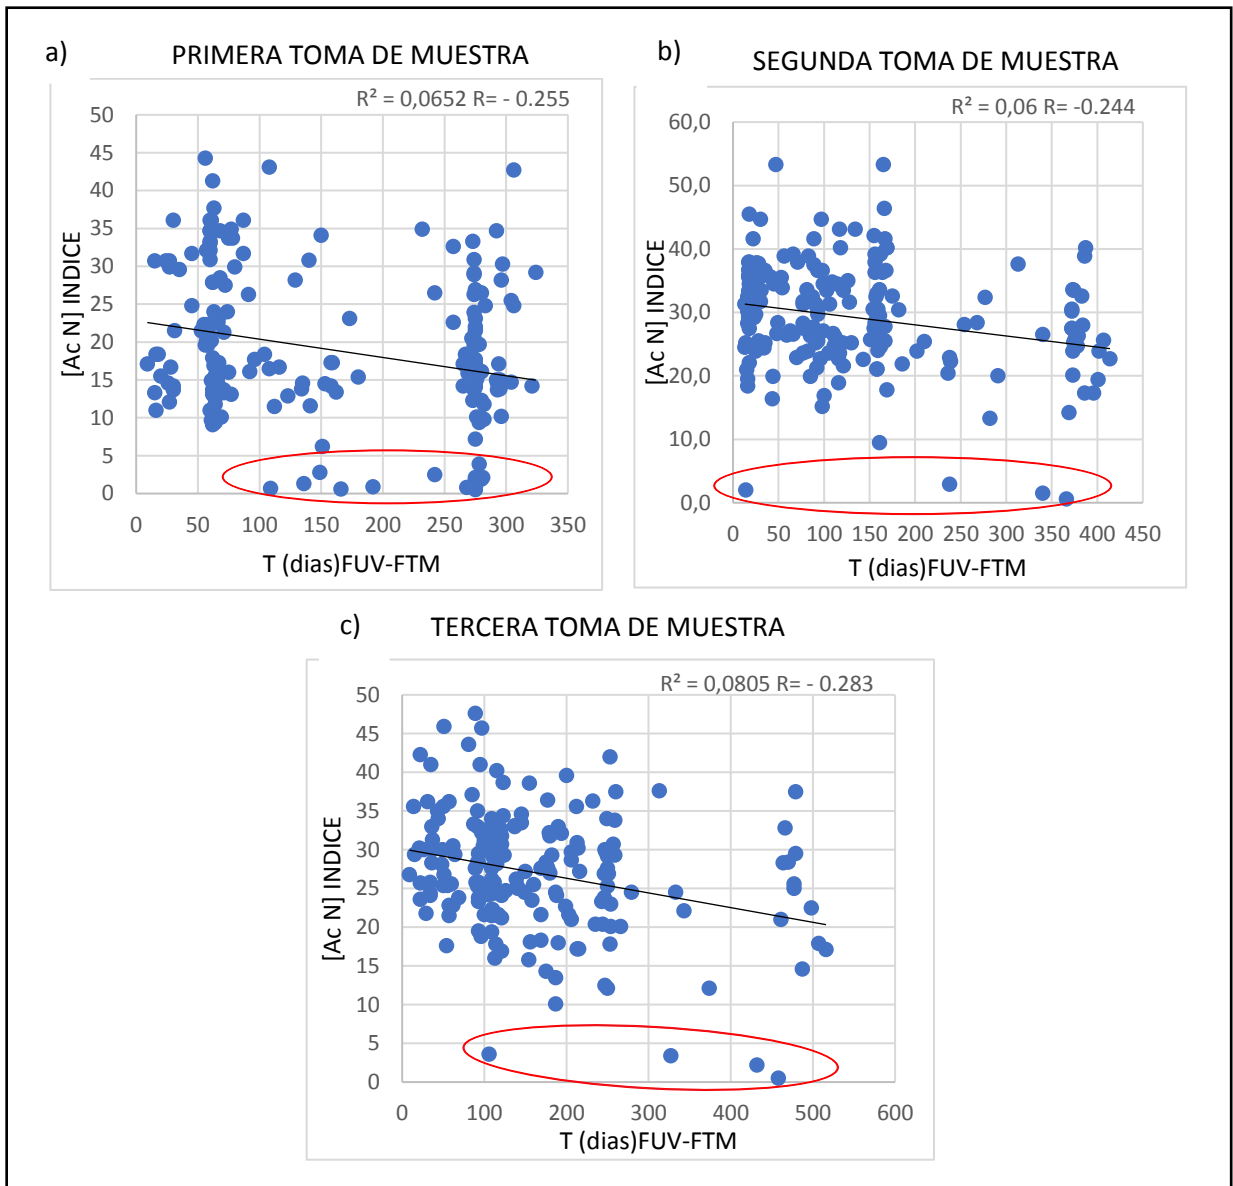 a) PRIMERA TOMA DE MUESTRA
R² = 0,0652 R= - 0.255
50
45
40
35
30
25
20
15
10
5
0
[Ac N] INDICE
0 50 100 150 200 250 300 350
T (dias)FUV-FTM
b) SEGUNDA TOMA DE MUESTRA
R² = 0,06 R= -0.244
60,0
50,0
40,0
30,0
20,0
10,0
0,0
[Ac N] INDICE
0 50 100 150 200 250 300 350 400 450
T (dias)FUV-FTM
c) TERCERA TOMA DE MUESTRA
R² = 0,0805 R= - 0.283
50
45
40
35
30
25
20
15
10
5
0
[Ac N] INDICE
0 100 200 300 400 500 600
T (dias)FUV-FTM